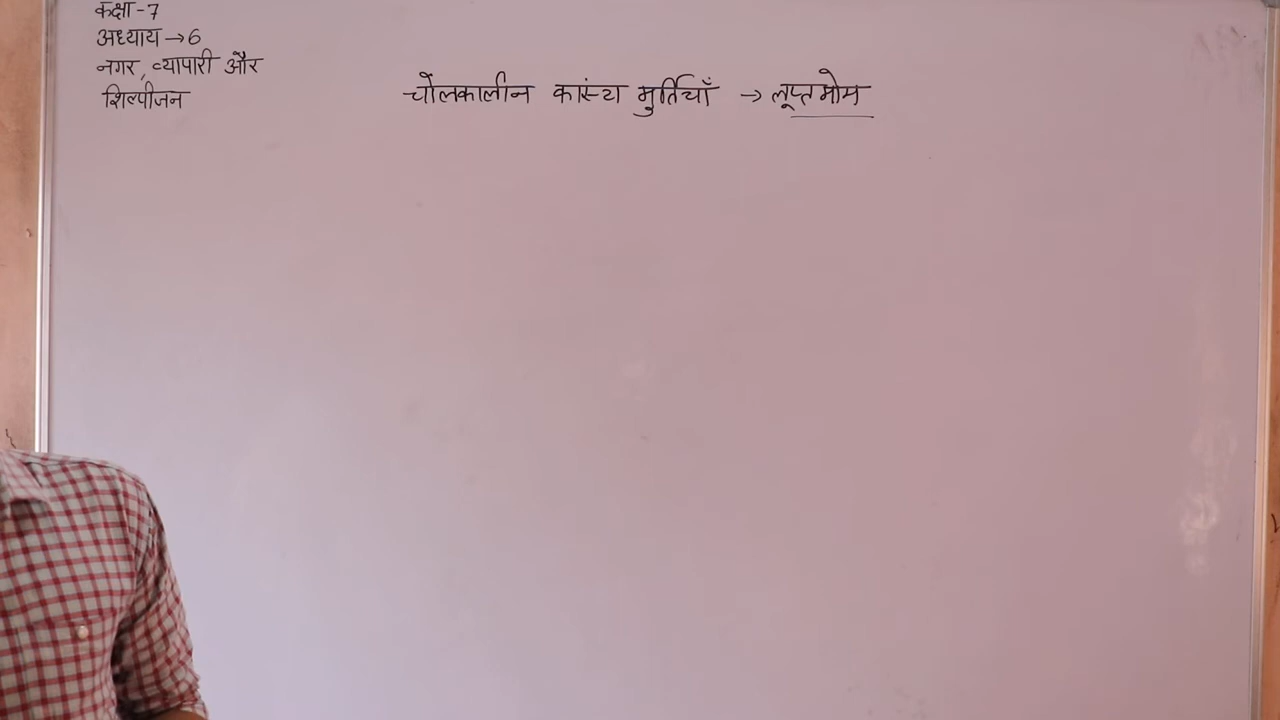 कक्षा-7
अध्याय→6
नगर, व्यापारी और
शिल्पीजन
चोलकालीन कांस्य मुर्तियाँ → लूप्तमोम